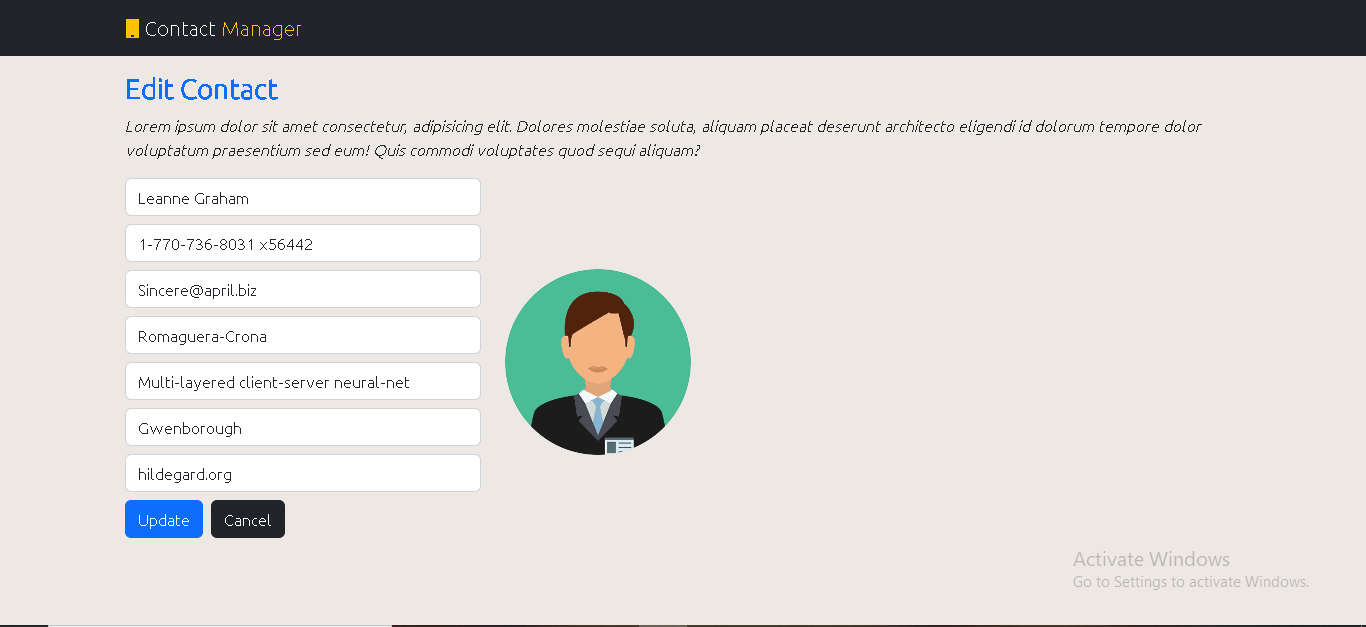 Contact Manager
Edit Contact
Lorem ipsum dolor sit amet consectetur, adipisicing elit. Dolores molestiae soluta, aliquam placeat deserunt architecto eligendi id dolorum tempore dolor
voluptatum praesentium sed eum! Quis commodi voluptates quod sequi aliquam?
Leanne Graham
1-770-736-8031 x56442
Sincere@april.biz
Romaguera-Crona
Multi-layered client-server neural-net
Gwenborough
hildegard.org
Update Cancel
Activate Windows
Go to Settings to activate Windows.